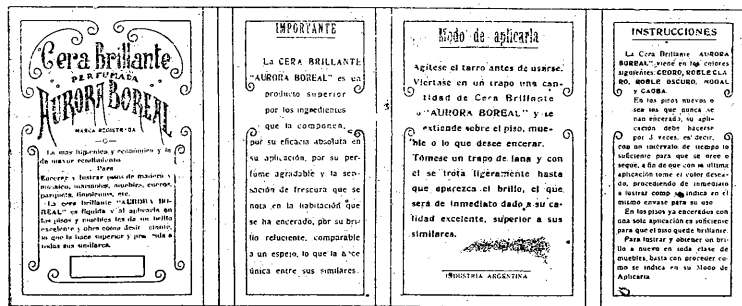 Cera Brillante
PERFUMADA
AURORA BOREAL
MARCA REGISTRADA
La mas higiénica y económica y la
de mayor rendimiento
Para
Encerar y lustrar pisos de madera y
mosaico, marmoles, muebles, cueros,
parquets, linoleums, etc.
La cera brillante "AURORA BO-
REAL" es líquida y al aplicarla en
los pisos y muebles les da un brillo
excelente y obra como
lo que la hace superior y a
todos sus similares.
IMPORTANTE
La CERA BRILLANTE
"AURORA BOREAL" es un
producto superior
por los ingredientes
que la componen,
por su eficacia absoluta en
su aplicación, por su per-
fume agradable y la sen-
sación de frescura que se
nota en la habitación que
se ha encerado, por su bri-
llo reluciente, comparable
a un espejo, lo que la hace
única entre sus similares.
Modo de aplicarla
Agítese el tarro antes de usarse.
Viértase en un trapo una can-
tidad de Cera Brillante
"AURORA BOREAL" y se
extiende sobre el piso, mue-
ble o lo que desee encerar.
Tómese un trapo de lana y con
él se frota ligeramente hasta
que aparezca el brillo, el que
será de inmediato dado su ca-
lidad excelente, superior a sus
similares.
INDUSTRIA ARGENTINA
INSTRUCCIONES
La Cera Brillante "AURORA
BOREAL" viene en los colores
siguientes: CEDRO, ROBLE CLA-
RO, ROBLE OSCURO, NOGAL
y CAOBA.
En los pisos nuevos o
sea los que nunca se
han encerado, su apli-
cación debe hacerse
por 3 veces, es decir,
con un intervalo de tiempo lo
suficiente para que se oree o
seque, a fin de que con la última
aplicación tome el color desea-
do, procediendo de inmediato
a lustrar como se indica en el
mismo envase para su uso
En los pisos ya encerados con
una sola aplicación es suficiente
para que el piso quede brillante.
Para lustrar y obtener un bri-
llo a nuevo en toda clase de
muebles, basta con proceder co-
mo se indica en su Modo de
Aplicarla